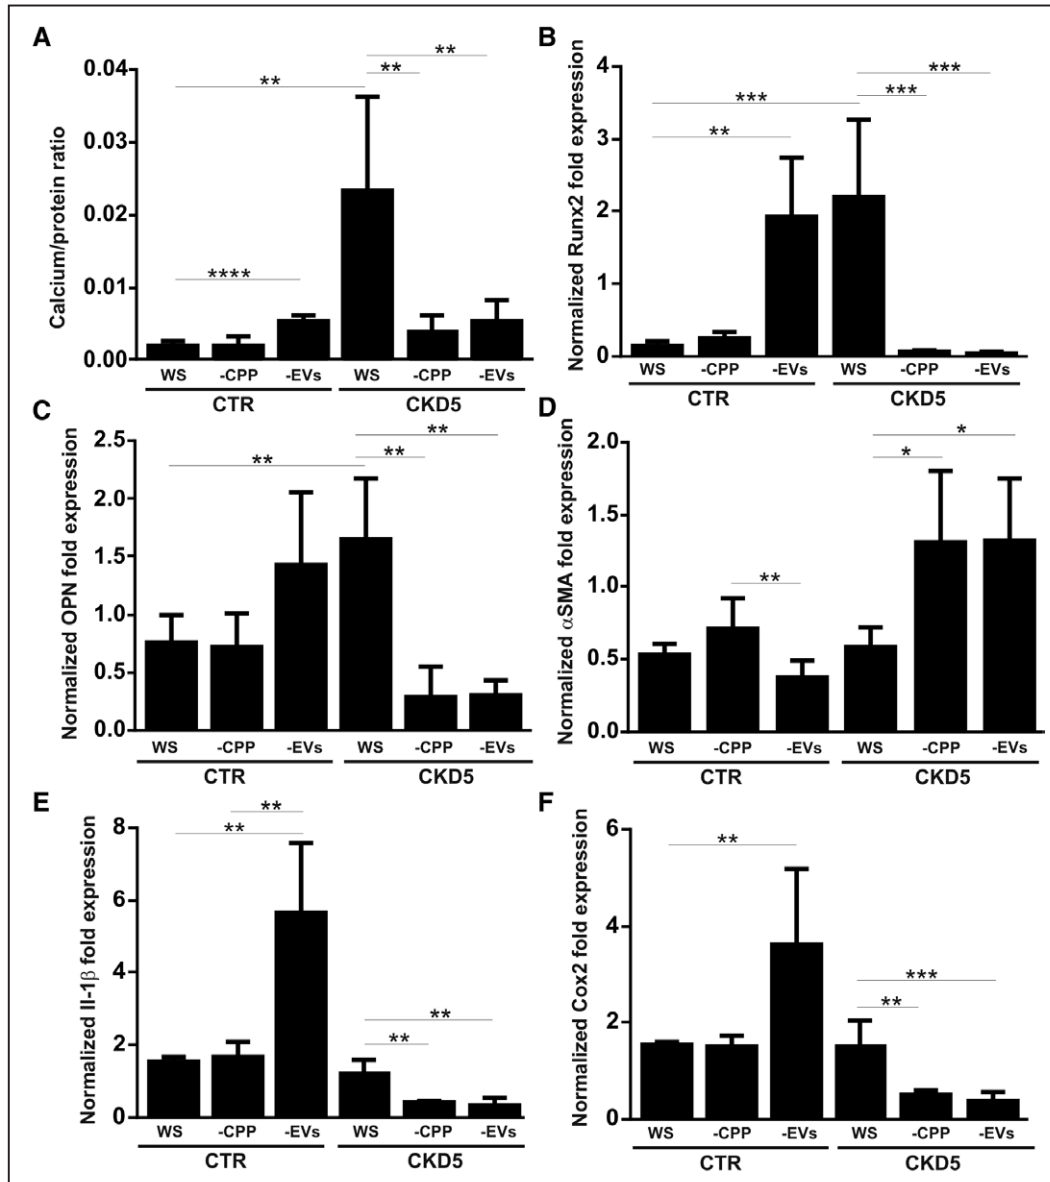 A
Calcium/protein ratio
0.04
0.03
0.02
0.01
0.00
**
**
**
****
WS -CPP -EVs WS -CPP -EVs
CTR CKD5
B
Normalized Runx2 fold expression
4
3
2
1
0
***
***
***
**
WS -CPP -EVs WS -CPP -EVs
CTR CKD5
C
Normalized OPN fold expression
2.5
2.0
1.5
1.0
0.5
0.0
**
**
**
WS -CPP -EVs WS -CPP -EVs
CTR CKD5
D
Normalized αSMA fold expression
2.0
1.5
1.0
0.5
0.0
*
*
**
WS -CPP -EVs WS -CPP -EVs
CTR CKD5
E
Normalized Il-1β fold expression
8
6
4
2
0
**
**
**
**
WS -CPP -EVs WS -CPP -EVs
CTR CKD5
F
Normalized Cox2 fold expression
6
4
2
0
**
***
**
WS -CPP -EVs WS -CPP -EVs
CTR CKD5